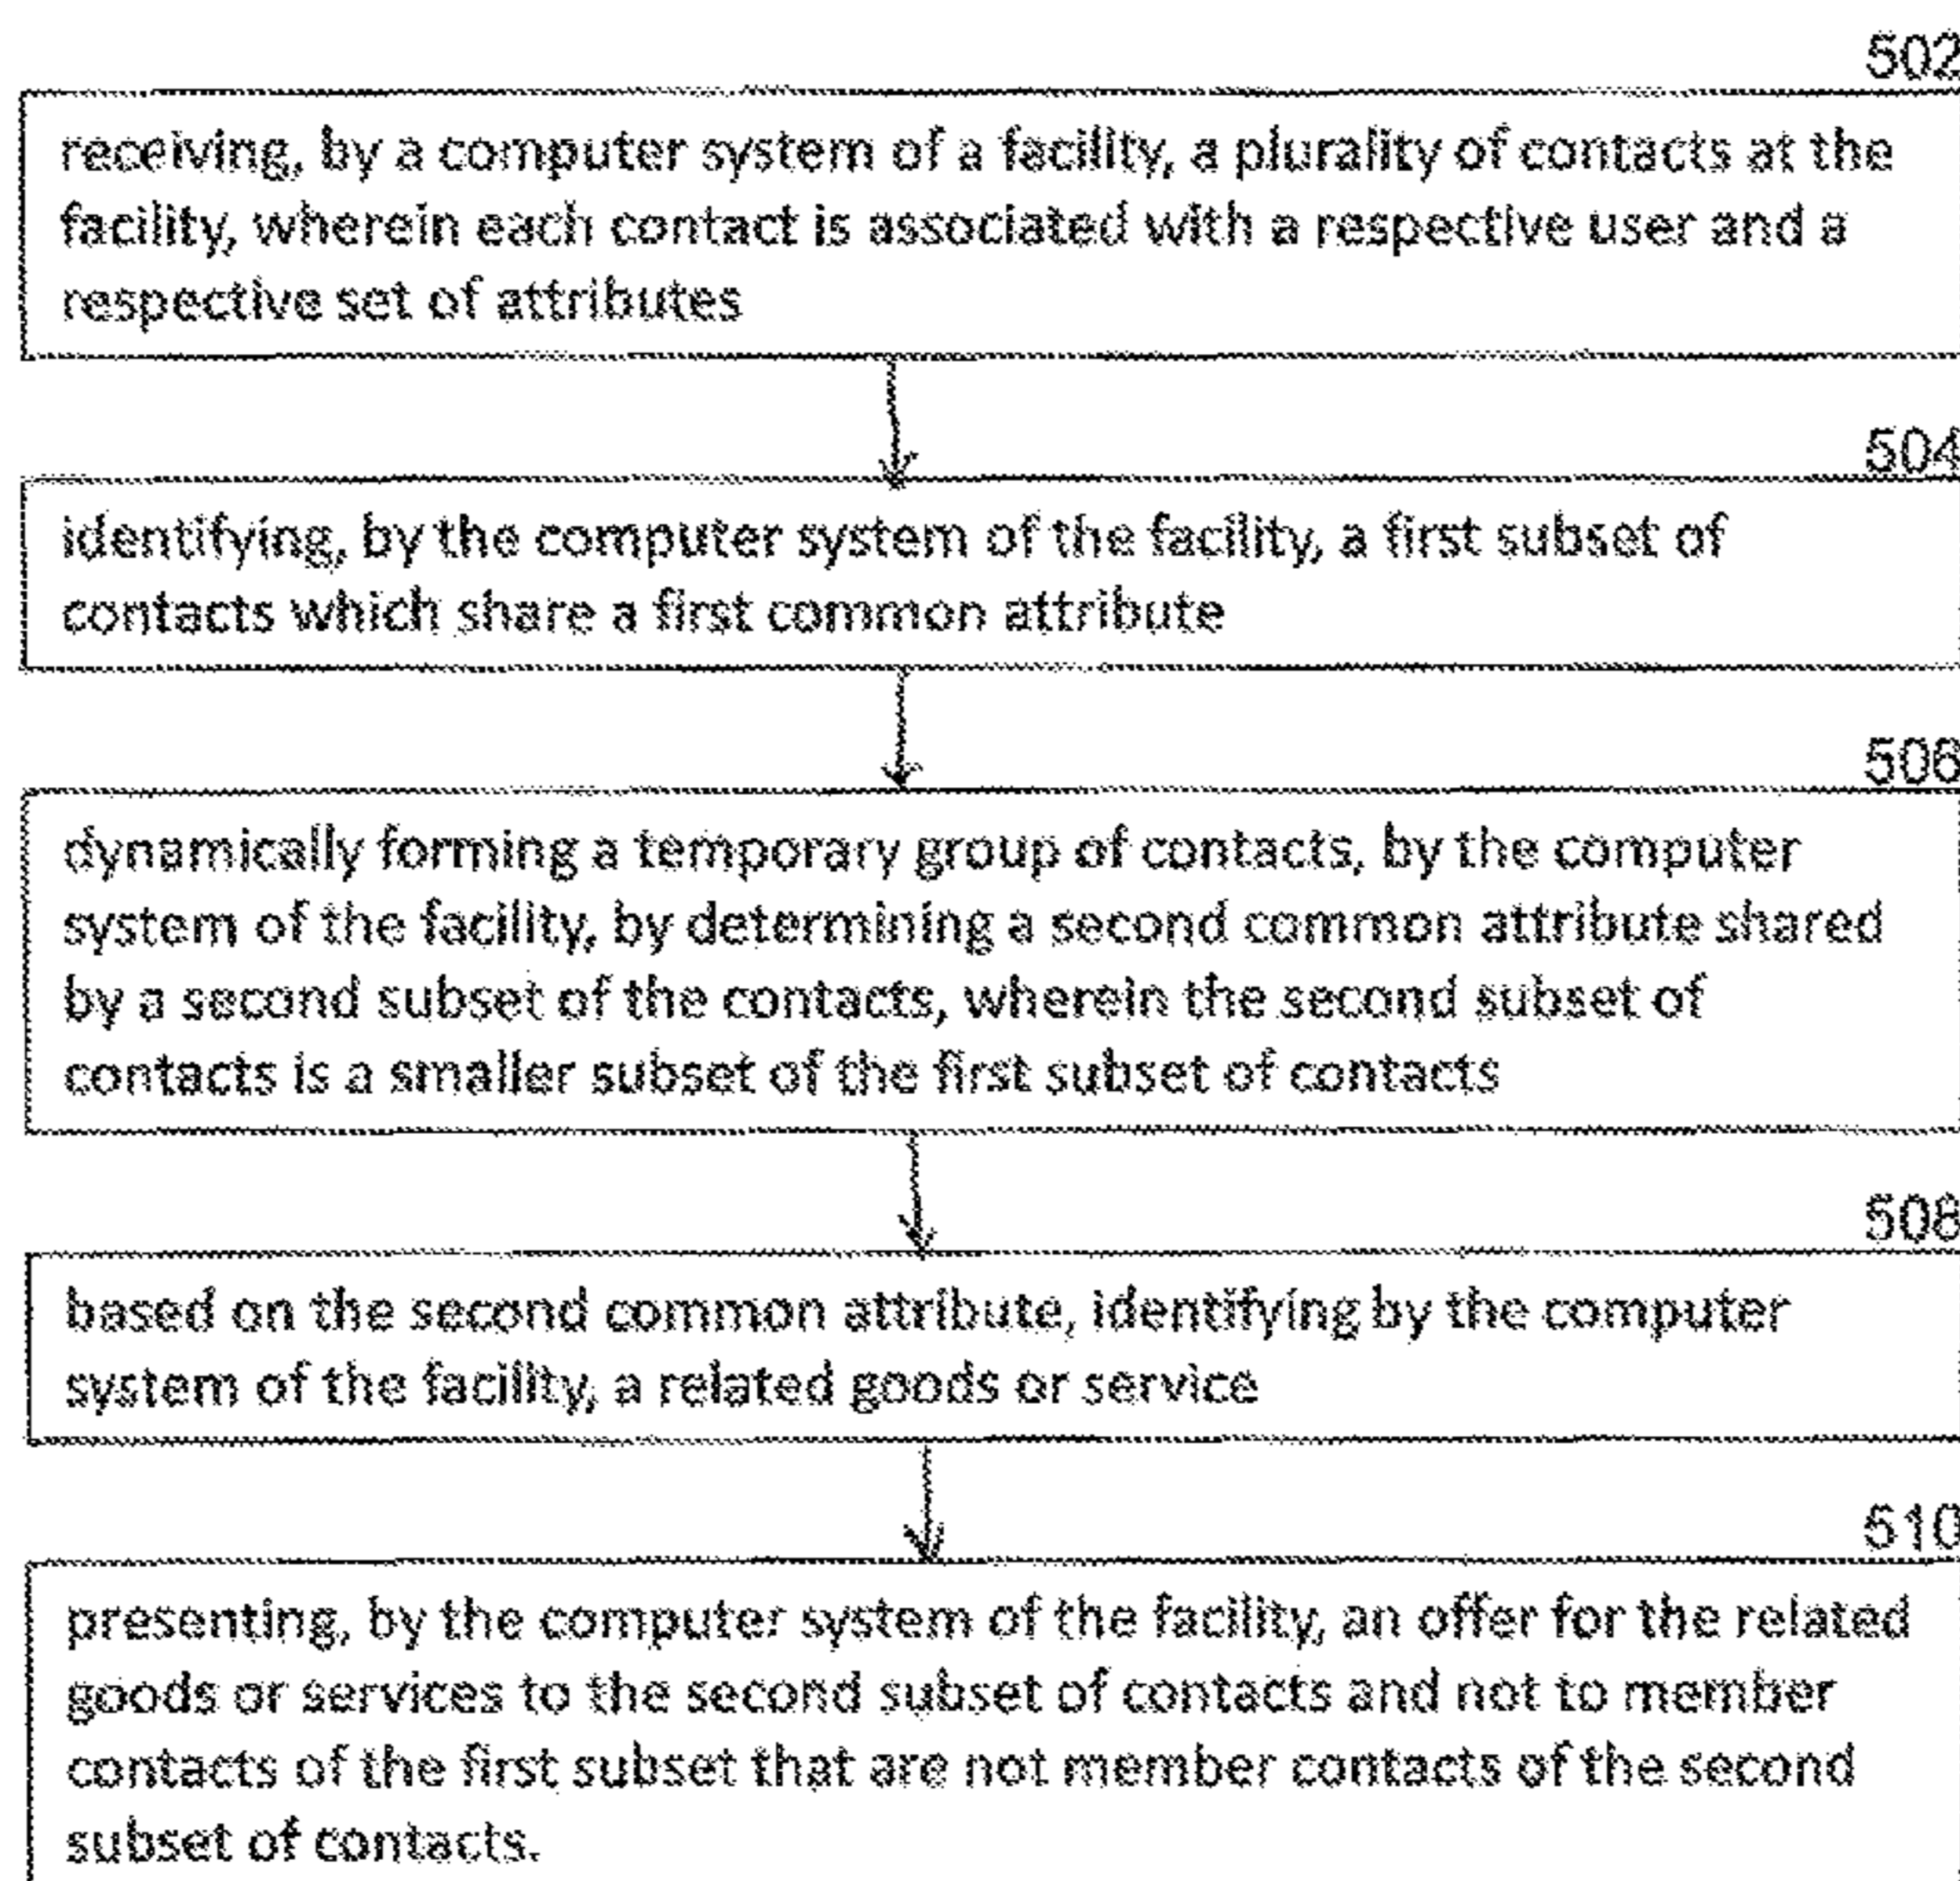 502
receiving, by a computer system of a facility, a plurality of contacts at the
facility, wherein each contact is associated with a respective user and a
respective set of attributes
504
identifying, by the computer system of the facility, a first subset of
contacts which share a first common attribute
506
dynamically forming a temporary group of contacts, by the computer
system of the facility, by determining a second common attribute shared
by a second subset of the contacts, wherein the second subset of
contacts is a smaller subset of the first subset of contacts
508
based on the second common attribute, identifying by the computer
system of the facility, a related goods or service
510
presenting, by the computer system of the facility, an offer for the related
goods or services to the second subset of contacts and not to member
contacts of the first subset that are not member contacts of the second
subset of contacts.